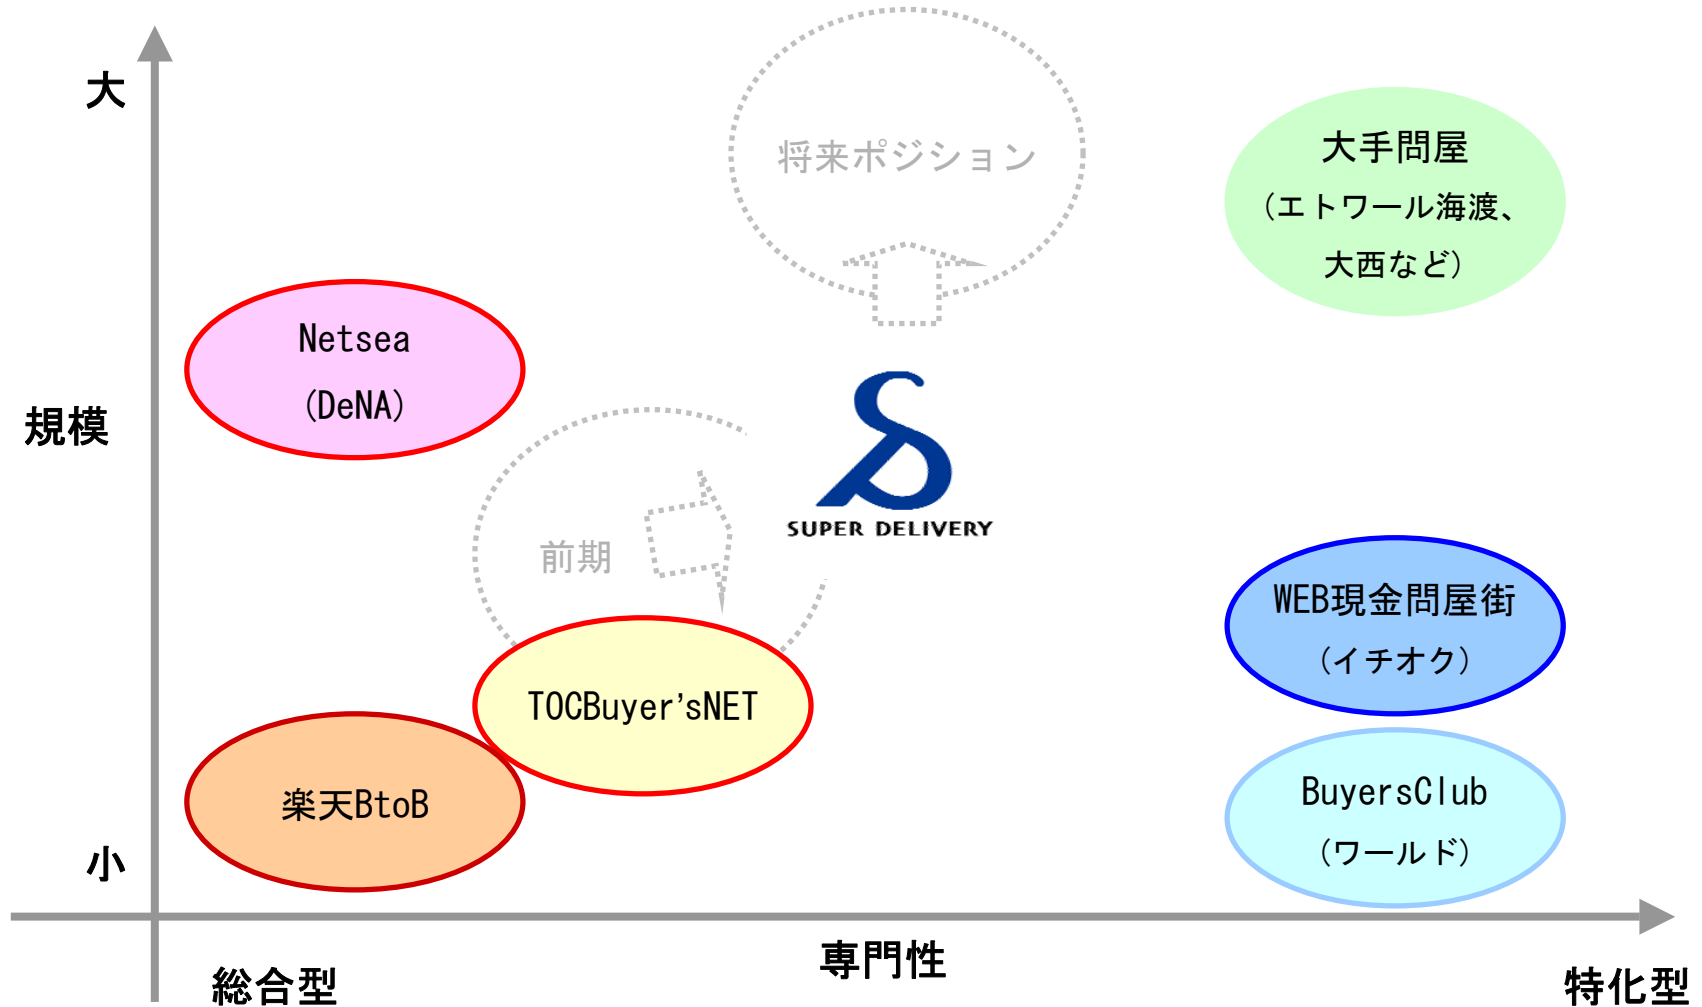 大
将来ポジション
大手問屋
（エトワール海渡、
大西など）
Netsea
（DeNA）
規模
SUPER DELIVERY
前期
WEB現金問屋街
（イチオク）
TOCBuyer’sNET
楽天BtoB
BuyersClub
（ワールド）
小
専門性
総合型
特化型